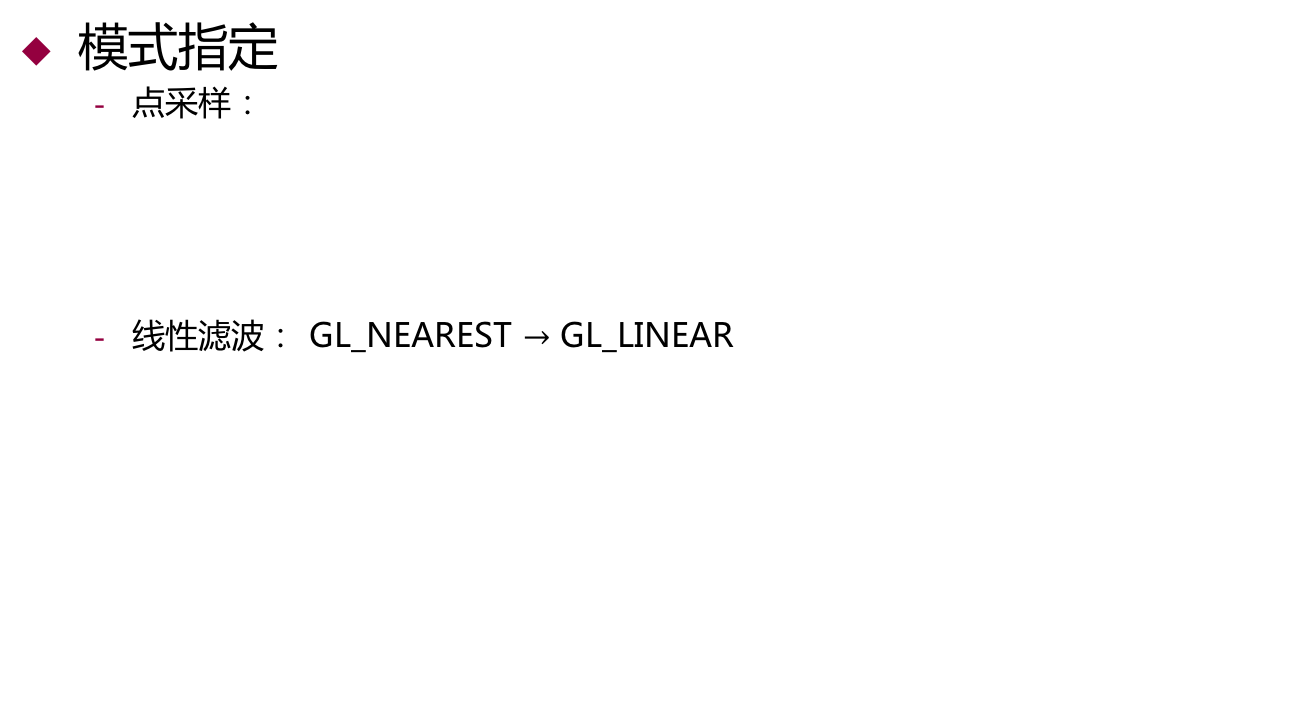 ◆ 模式指定
- 点采样：
- 线性滤波： GL_NEAREST → GL_LINEAR